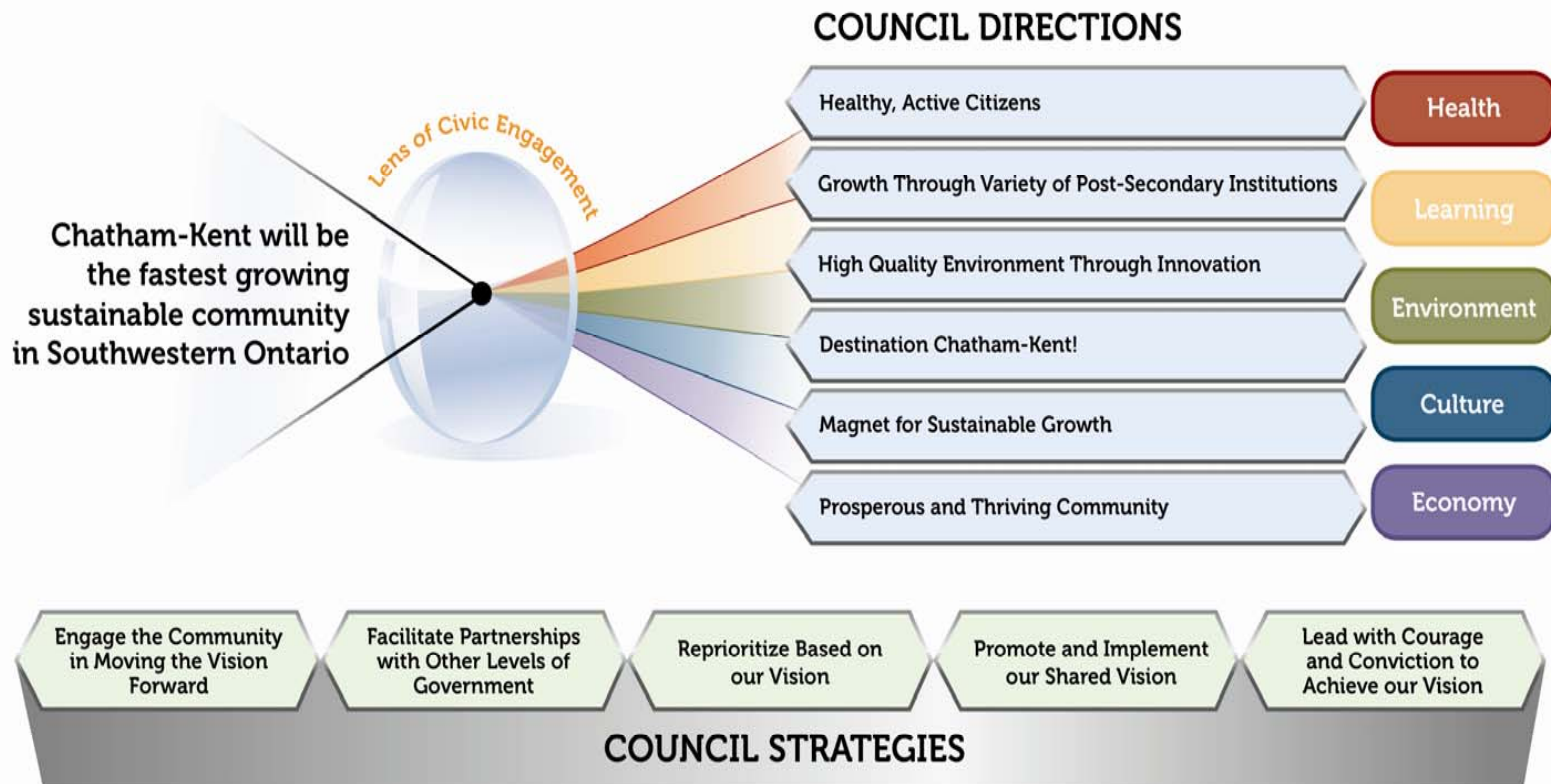 COUNCIL DIRECTIONS
Lens of Civic Engagement
Chatham-Kent will be
the fastest growing
sustainable community
in Southwestern Ontario
Healthy, Active Citizens
Growth Through Variety of Post-Secondary Institutions
High Quality Environment Through Innovation
Destination Chatham-Kent!
Magnet for Sustainable Growth
Prosperous and Thriving Community
Health
Learning
Environment
Culture
Economy
Engage the Community
in Moving the Vision
Forward
Facilitate Partnerships
with Other Levels of
Government
Reprioritize Based on
our Vision
Promote and Implement
our Shared Vision
Lead with Courage
and Conviction to
Achieve our Vision
COUNCIL STRATEGIES